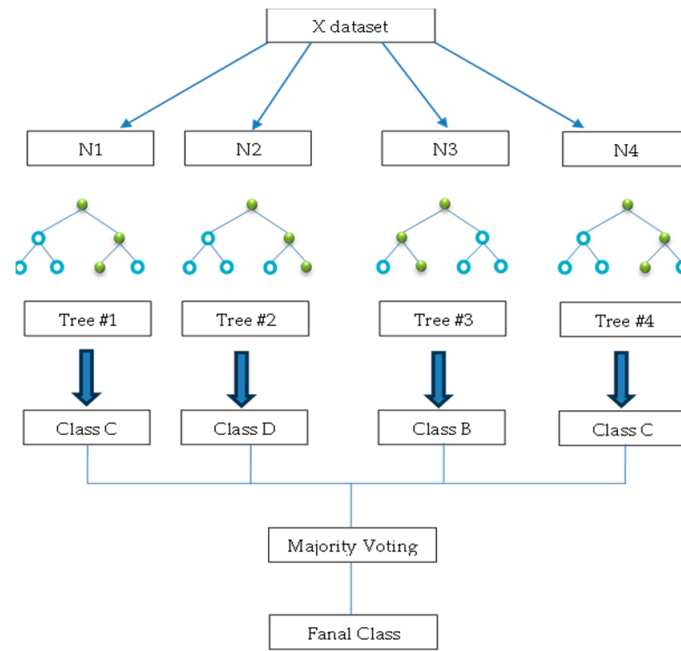 X dataset
N1
N2
N3
N4
Tree #1
Tree #2
Tree #3
Tree #4
Class C
Class D
Class B
Class C
Majority Voting
Fanal Class